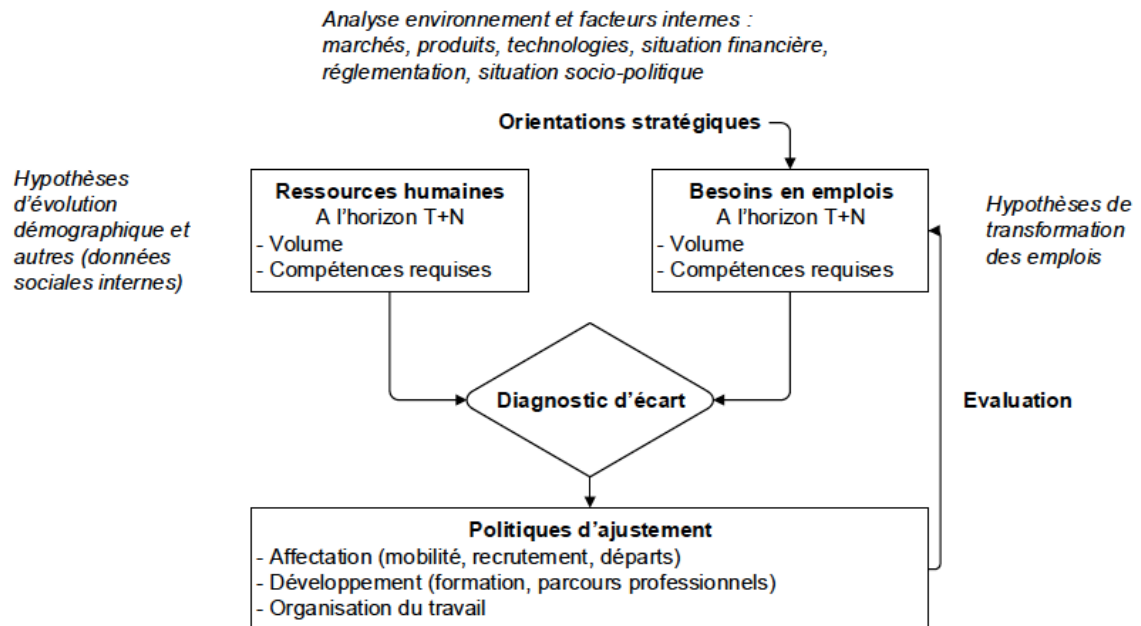 Analyse environnement et facteurs internes :
marchés, produits, technologies, situation financière,
réglementation, situation socio-politique
Orientations stratégiques
Hypothèses
d’évolution
démographique et
autres (données
sociales internes)
Ressources humaines
A l’horizon T+N
- Volume
- Compétences requises
Besoins en emplois
A l’horizon T+N
- Volume
- Compétences requises
Hypothèses de
transformation
des emplois
Diagnostic d’écart
Evaluation
Politiques d’ajustement
- Affectation (mobilité, recrutement, départs)
- Développement (formation, parcours professionnels)
- Organisation du travail